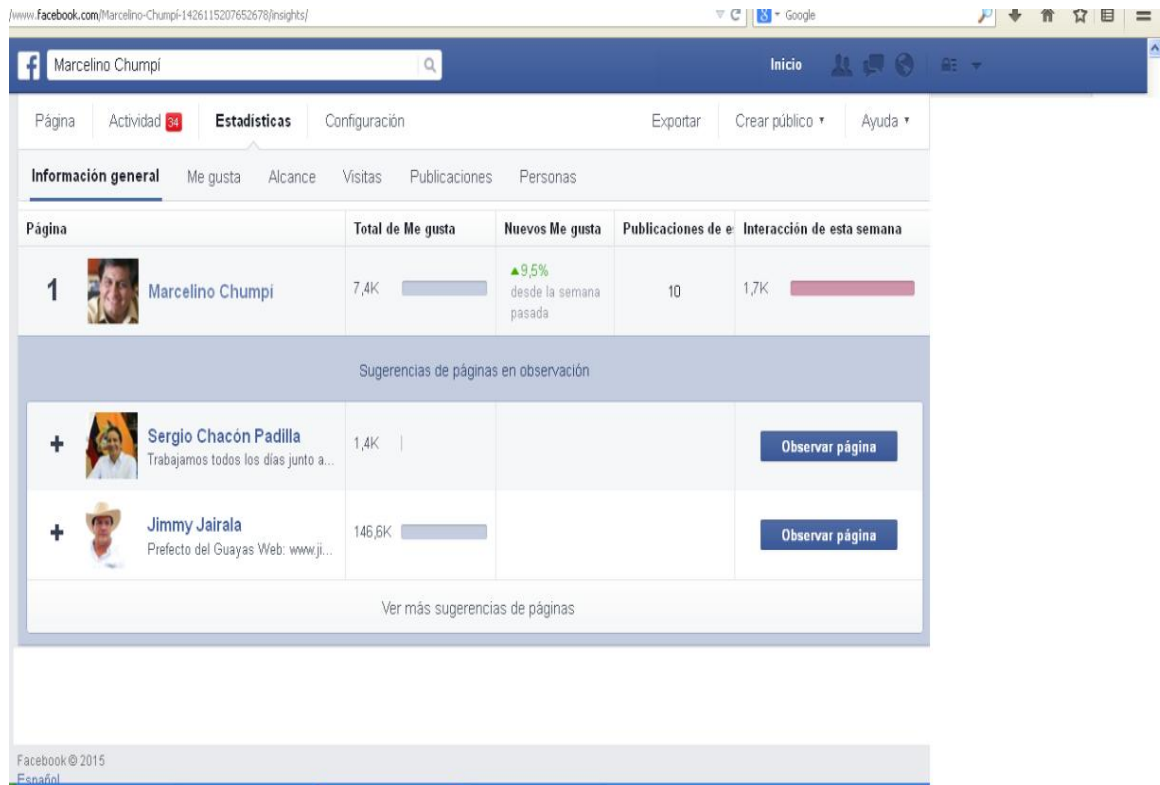 /www.facebook.com/Marcelino-Chumpí-1426115207652678/insights/
Google
Marcelino Chumpí
Inicio
Página Actividad 34 Estadísticas Configuración Exportar Crear público Ayuda
Información general Me gusta Alcance Visitas Publicaciones Personas
Página Total de Me gusta Nuevos Me gusta Publicaciones de e Interacción de esta semana
1 Marcelino Chumpí 7,4K 9,5% desde la semana pasada 10 1,7K
Sugerencias de páginas en observación
+ Sergio Chacón Padilla 1,4K Observar página
Trabajamos todos los días junto a...
+ Jimmy Jairala 146,6K Observar página
Prefecto del Guayas Web: www.ji...
Ver más sugerencias de páginas
Facebook © 2015
Español